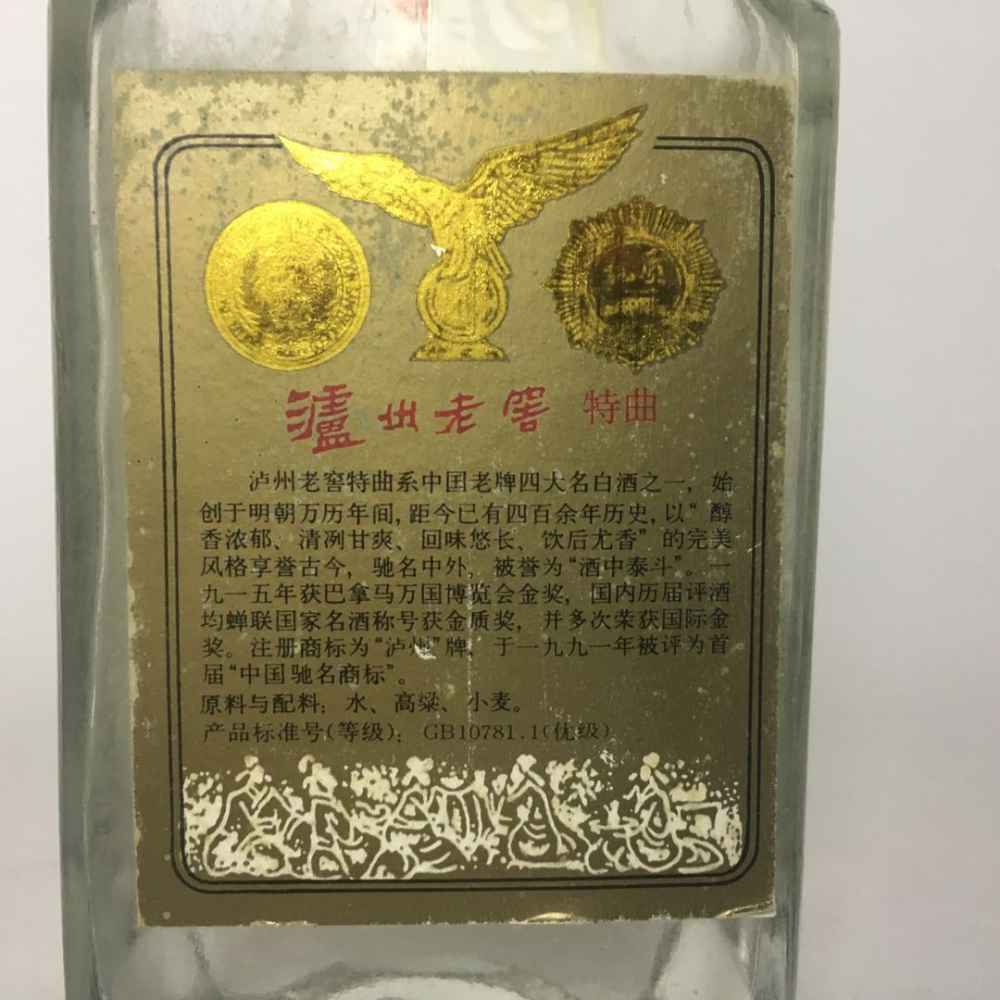 泸州老窖 特曲
泸州老窖特曲系中国老牌四大名白酒之一，始
创于明朝万历年间，距今已有四百余年历史，以“醇
香浓郁、清冽甘爽、回味悠长、饮后尤香”的完美
风格享誉古今，驰名中外，被誉为“酒中泰斗”。一
九一五年获巴拿马万国博览会金奖，国内历届评酒
均蝉联国家名酒称号获金质奖，并多次荣获国际金
奖。注册商标为“泸州”牌，于一九九一年被评为首
届“中国驰名商标”。
原料与配料：水、高粱、小麦。
产品标准号(等级)：GB10781.1(优级)